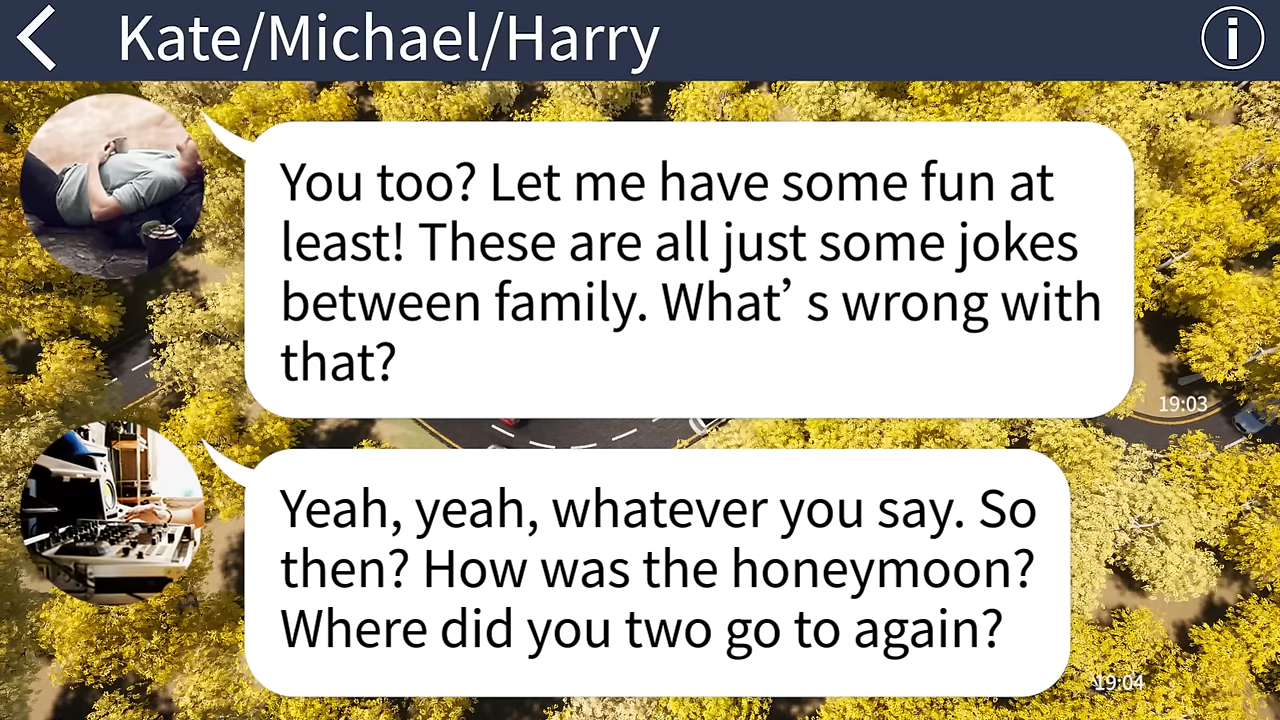 Kate/Michael/Harry
You too? Let me have some fun at
least! These are all just some jokes
between family. What’s wrong with
that?
19:03
Yeah, yeah, whatever you say. So
then? How was the honeymoon?
Where did you two go to again?
19:04